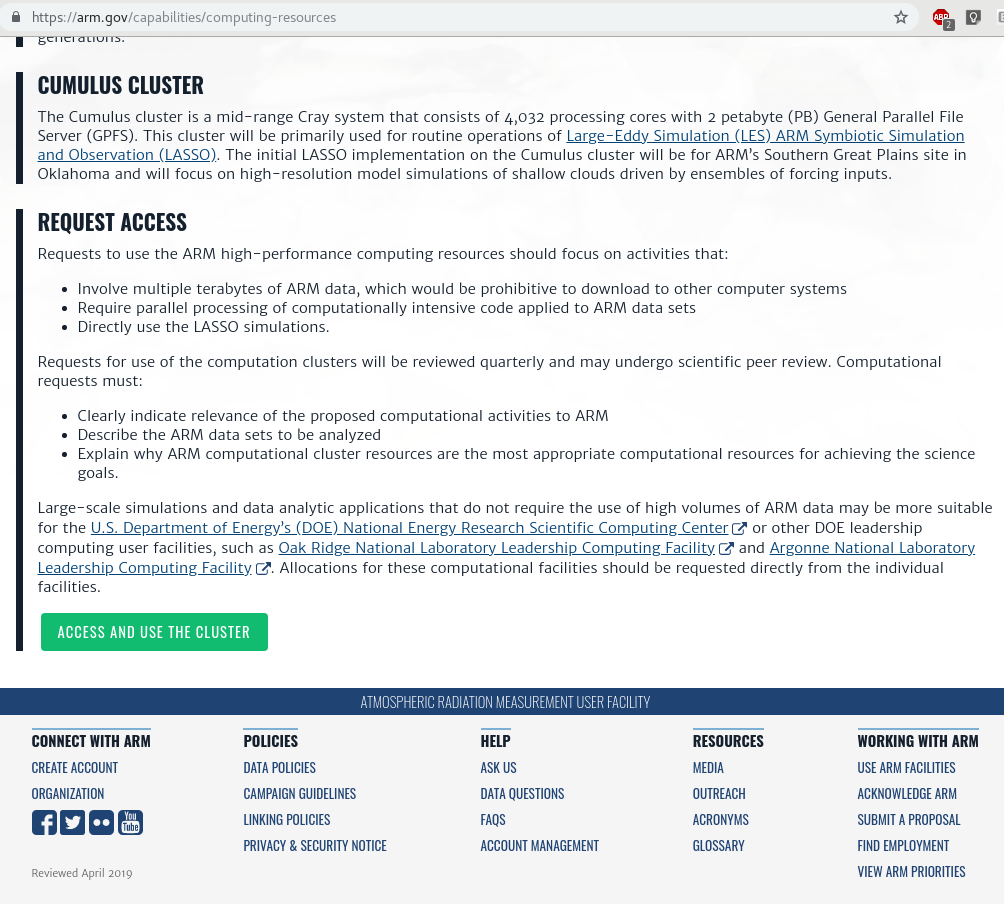 https://arm.gov/capabilities/computing-resources
ABP
2
generations.
CUMULUS CLUSTER
The Cumulus cluster is a mid-range Cray system that consists of 4,032 processing cores with 2 petabyte (PB) General Parallel File
Server (GPFS). This cluster will be primarily used for routine operations of Large-Eddy Simulation (LES) ARM Symbiotic Simulation
and Observation (LASSO). The initial LASSO implementation on the Cumulus cluster will be for ARM's Southern Great Plains site in
Oklahoma and will focus on high-resolution model simulations of shallow clouds driven by ensembles of forcing inputs.
REQUEST ACCESS
Requests to use the ARM high-performance computing resources should focus on activities that:
• Involve multiple terabytes of ARM data, which would be prohibitive to download to other computer systems
• Require parallel processing of computationally intensive code applied to ARM data sets
• Directly use the LASSO simulations.
Requests for use of the computation clusters will be reviewed quarterly and may undergo scientific peer review. Computational
requests must:
• Clearly indicate relevance of the proposed computational activities to ARM
• Describe the ARM data sets to be analyzed
• Explain why ARM computational cluster resources are the most appropriate computational resources for achieving the science
goals.
Large-scale simulations and data analytic applications that do not require the use of high volumes of ARM data may be more suitable
for the U.S. Department of Energy's (DOE) National Energy Research Scientific Computing Center or other DOE leadership
computing user facilities, such as Oak Ridge National Laboratory Leadership Computing Facility and Argonne National Laboratory
Leadership Computing Facility. Allocations for these computational facilities should be requested directly from the individual
facilities.
ACCESS AND USE THE CLUSTER
ATMOSPHERIC RADIATION MEASUREMENT USER FACILITY
CONNECT WITH ARM
CREATE ACCOUNT
ORGANIZATION
You Tube
Reviewed April 2019
POLICIES
DATA POLICIES
CAMPAIGN GUIDELINES
LINKING POLICIES
PRIVACY & SECURITY NOTICE
HELP
ASK US
DATA QUESTIONS
FAQS
ACCOUNT MANAGEMENT
RESOURCES
MEDIA
OUTREACH
ACRONYMS
GLOSSARY
WORKING WITH ARM
USE ARM FACILITIES
ACKNOWLEDGE ARM
SUBMIT A PROPOSAL
FIND EMPLOYMENT
VIEW ARM PRIORITIES